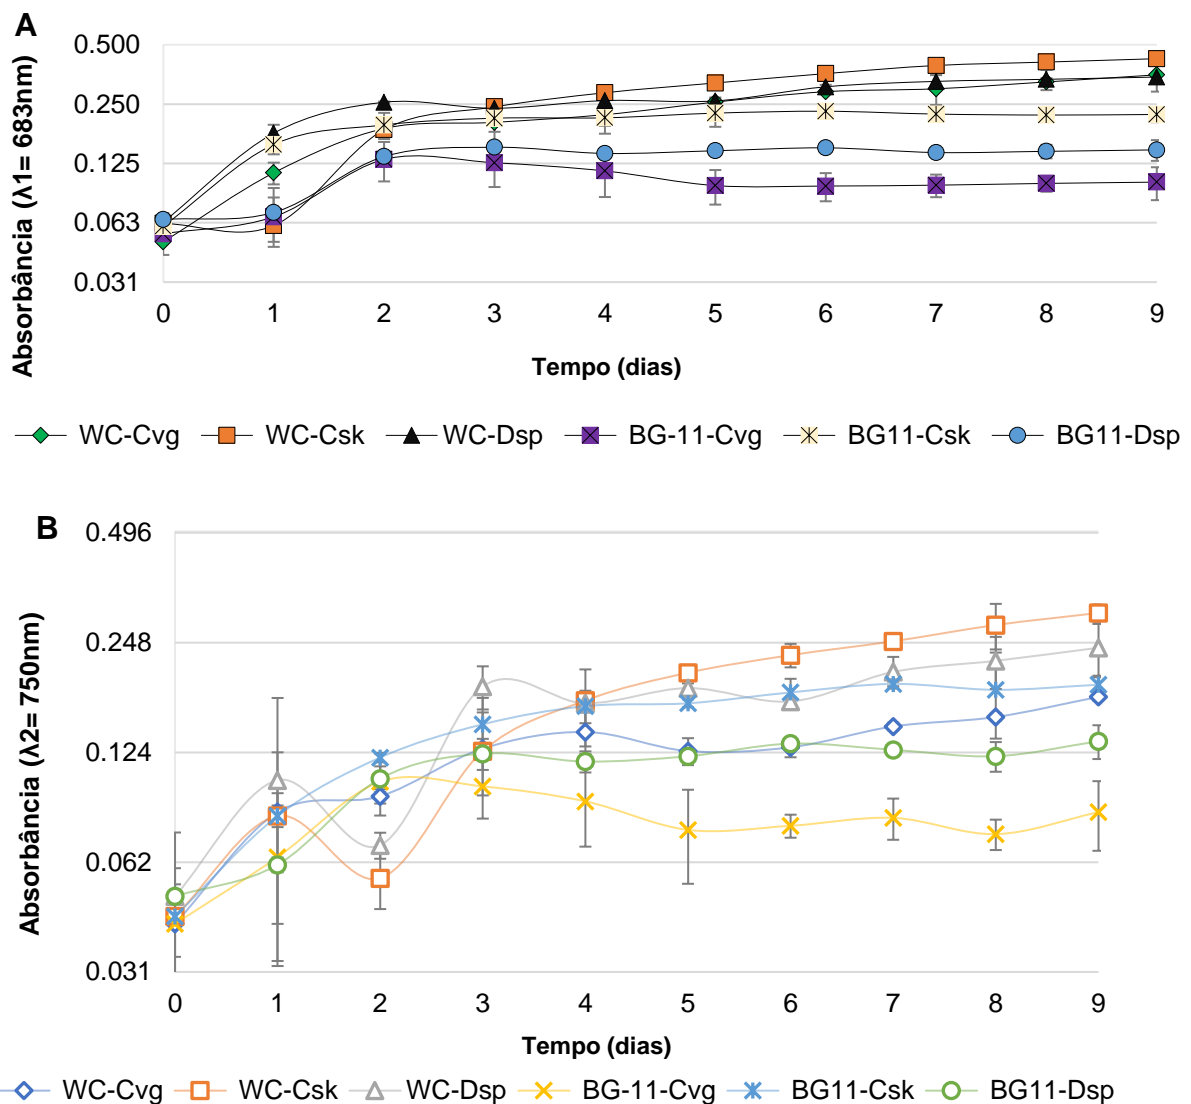 A
Absorbância (λ1= 683nm)
0.500
0.250
0.125
0.063
0.031
0 1 2 3 4 5 6 7 8 9
Tempo (dias)
WC-Cvg WC-Csk WC-Dsp BG-11-Cvg BG11-Csk BG11-Dsp
B
Absorbância (λ2= 750nm)
0.496
0.248
0.124
0.062
0.031
0 1 2 3 4 5 6 7 8 9
Tempo (dias)
WC-Cvg WC-Csk WC-Dsp BG-11-Cvg BG11-Csk BG11-Dsp